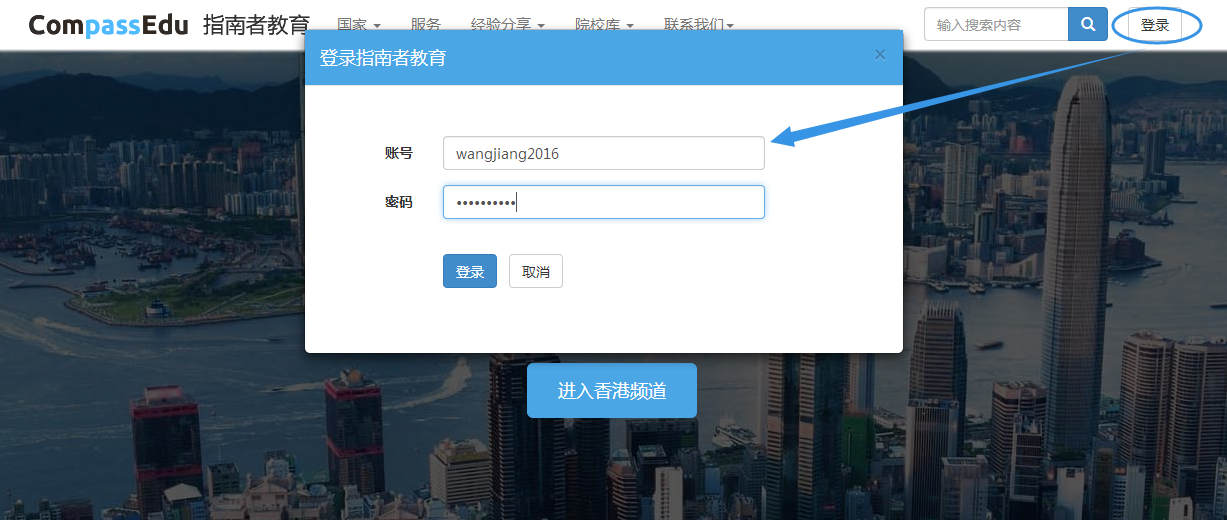 CompassEdu 指南者教育 国家 服务 经验分享 院校库 联系我们 输入搜索内容 登录
登录指南者教育 ×
账号 wangjiang2016
密码 ••••••••••
登录 取消
进入香港频道